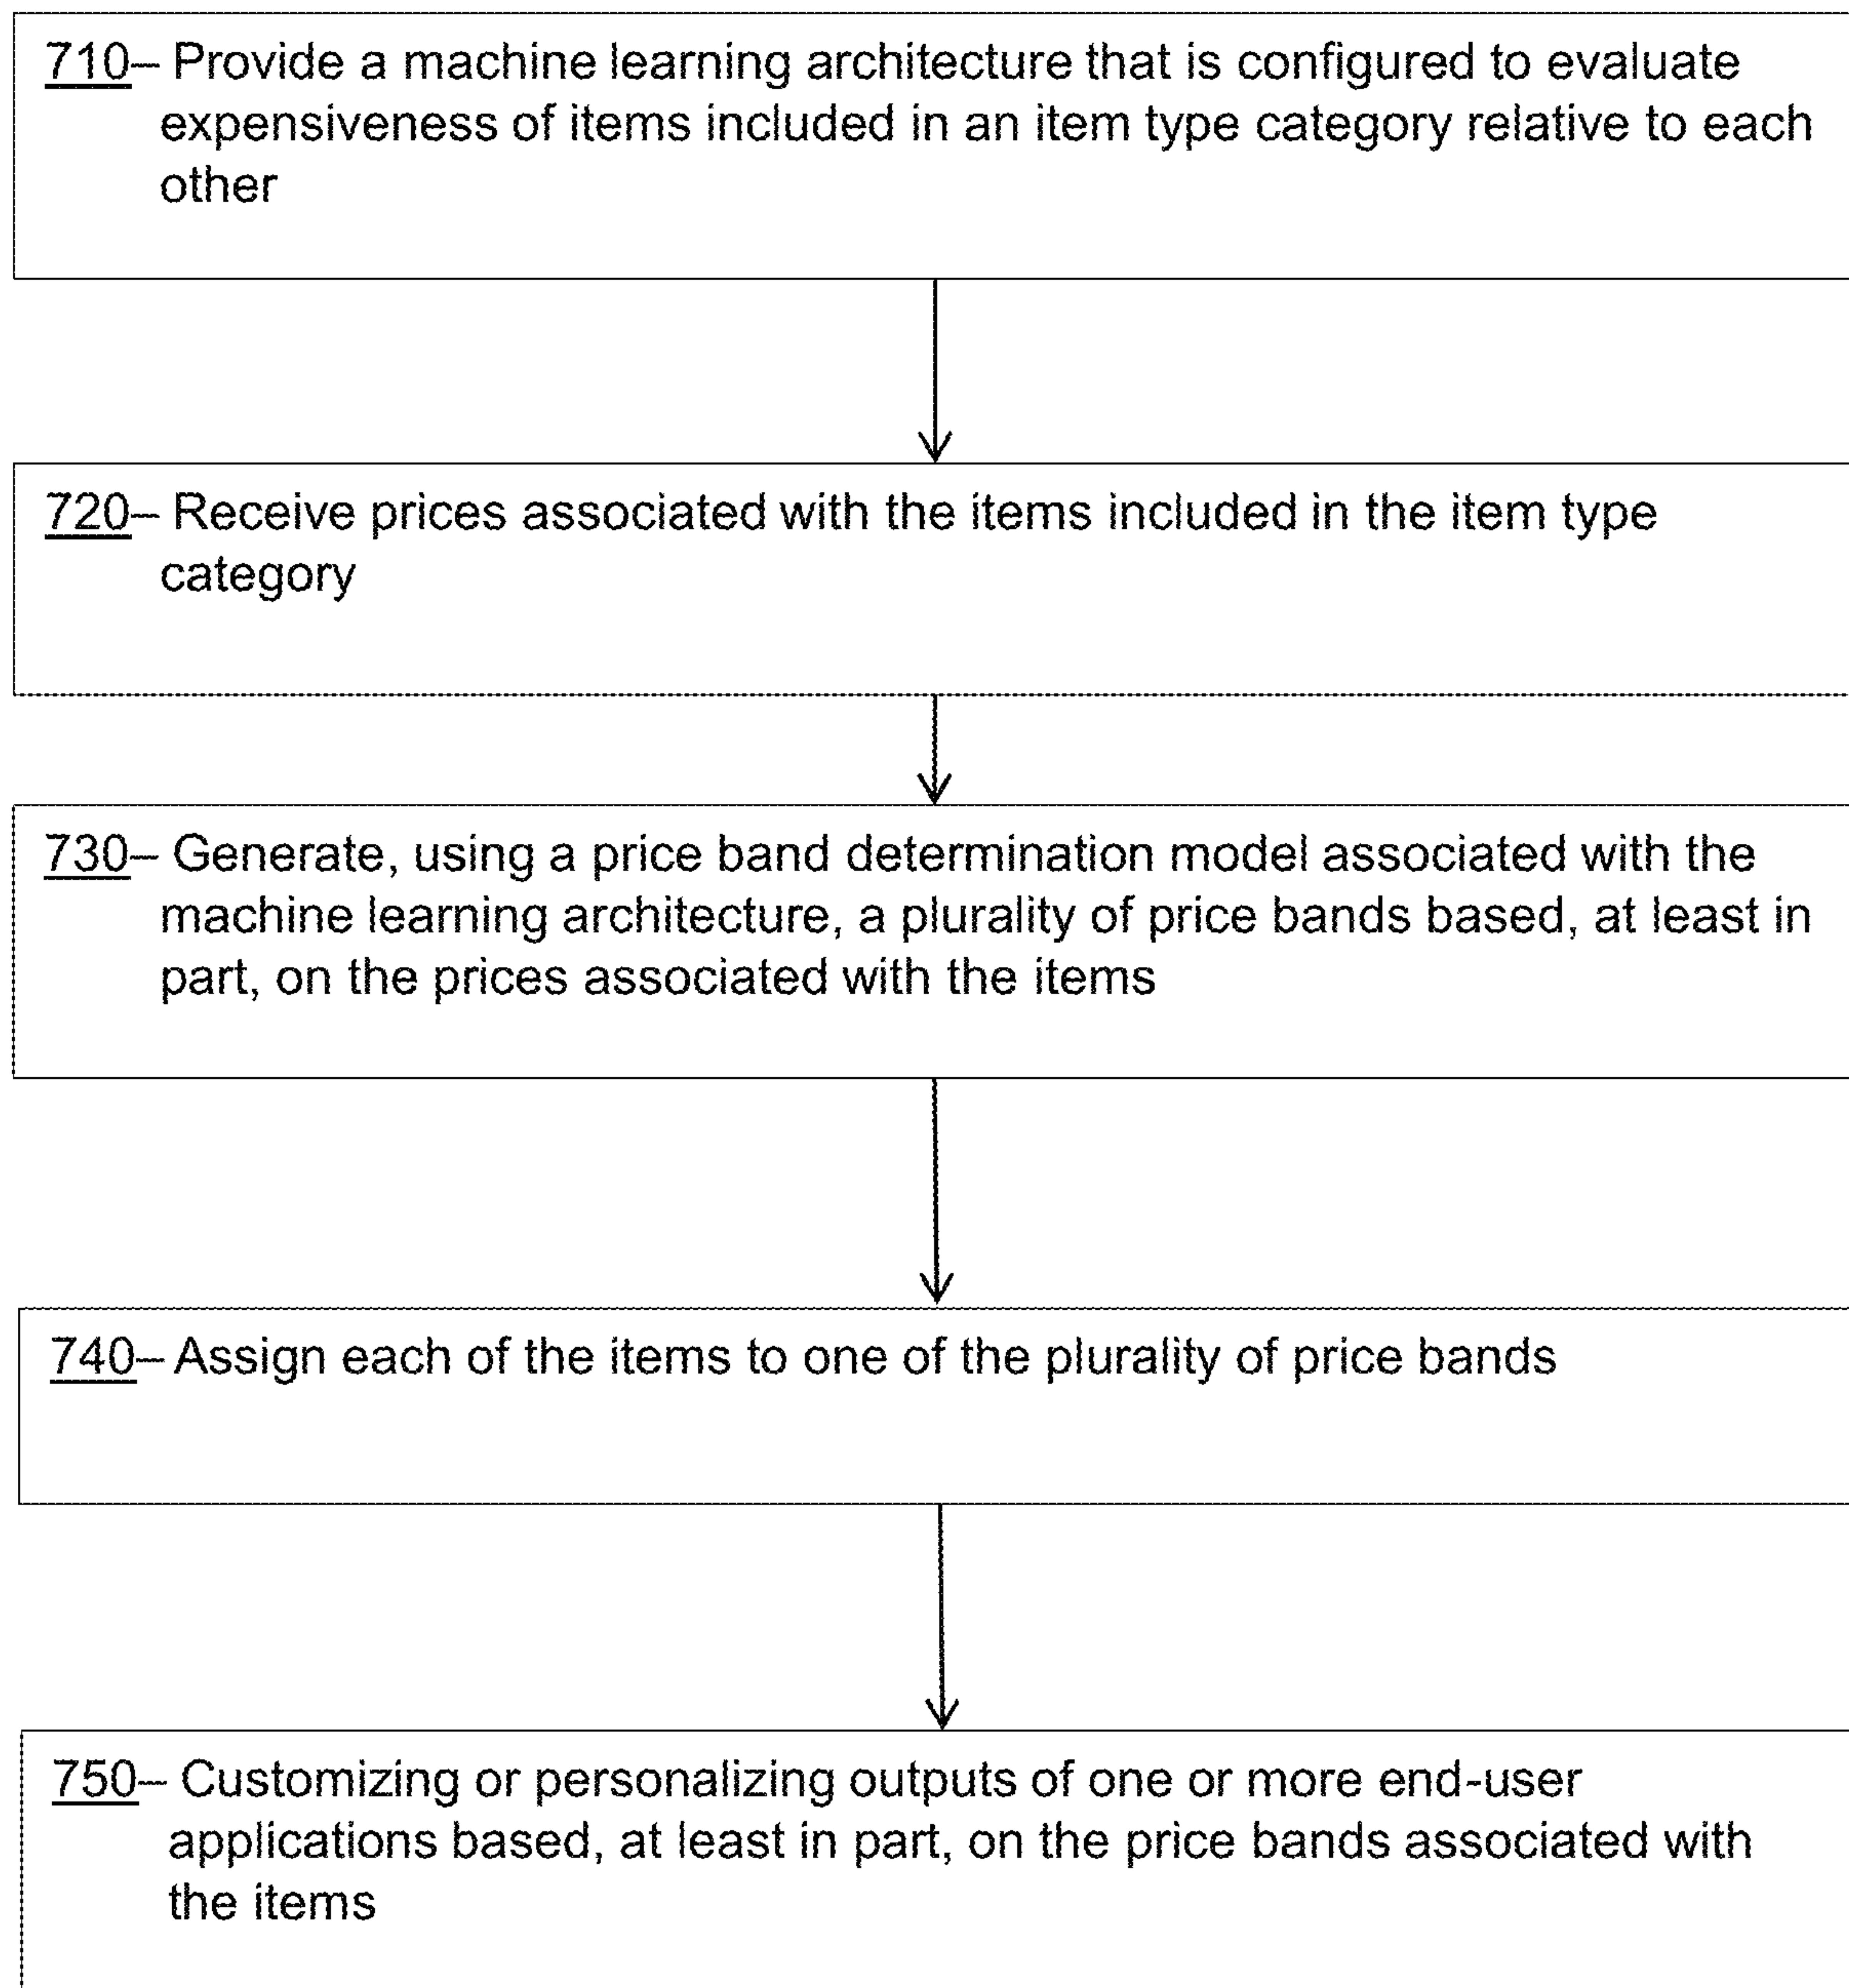 710– Provide a machine learning architecture that is configured to evaluate
expensiveness of items included in an item type category relative to each
other
720– Receive prices associated with the items included in the item type
category
730– Generate, using a price band determination model associated with the
machine learning architecture, a plurality of price bands based, at least in
part, on the prices associated with the items
740– Assign each of the items to one of the plurality of price bands
750– Customizing or personalizing outputs of one or more end-user
applications based, at least in part, on the price bands associated with
the items